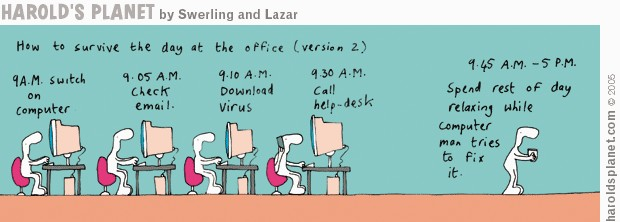 HAROLD'S PLANET by Swerling and Lazar
How to survive the day at the office (version 2)
9 A.M. switch
on
computer
9.05 A.M.
Check
email.
9.10 A.M.
Download
Virus
9.30 A.M.
Call
help-desk
9.45 A.M. – 5 P.M.
Spend rest of day
relaxing while
computer
man tries
to fix
it.
haroldsplanet.com © 2005